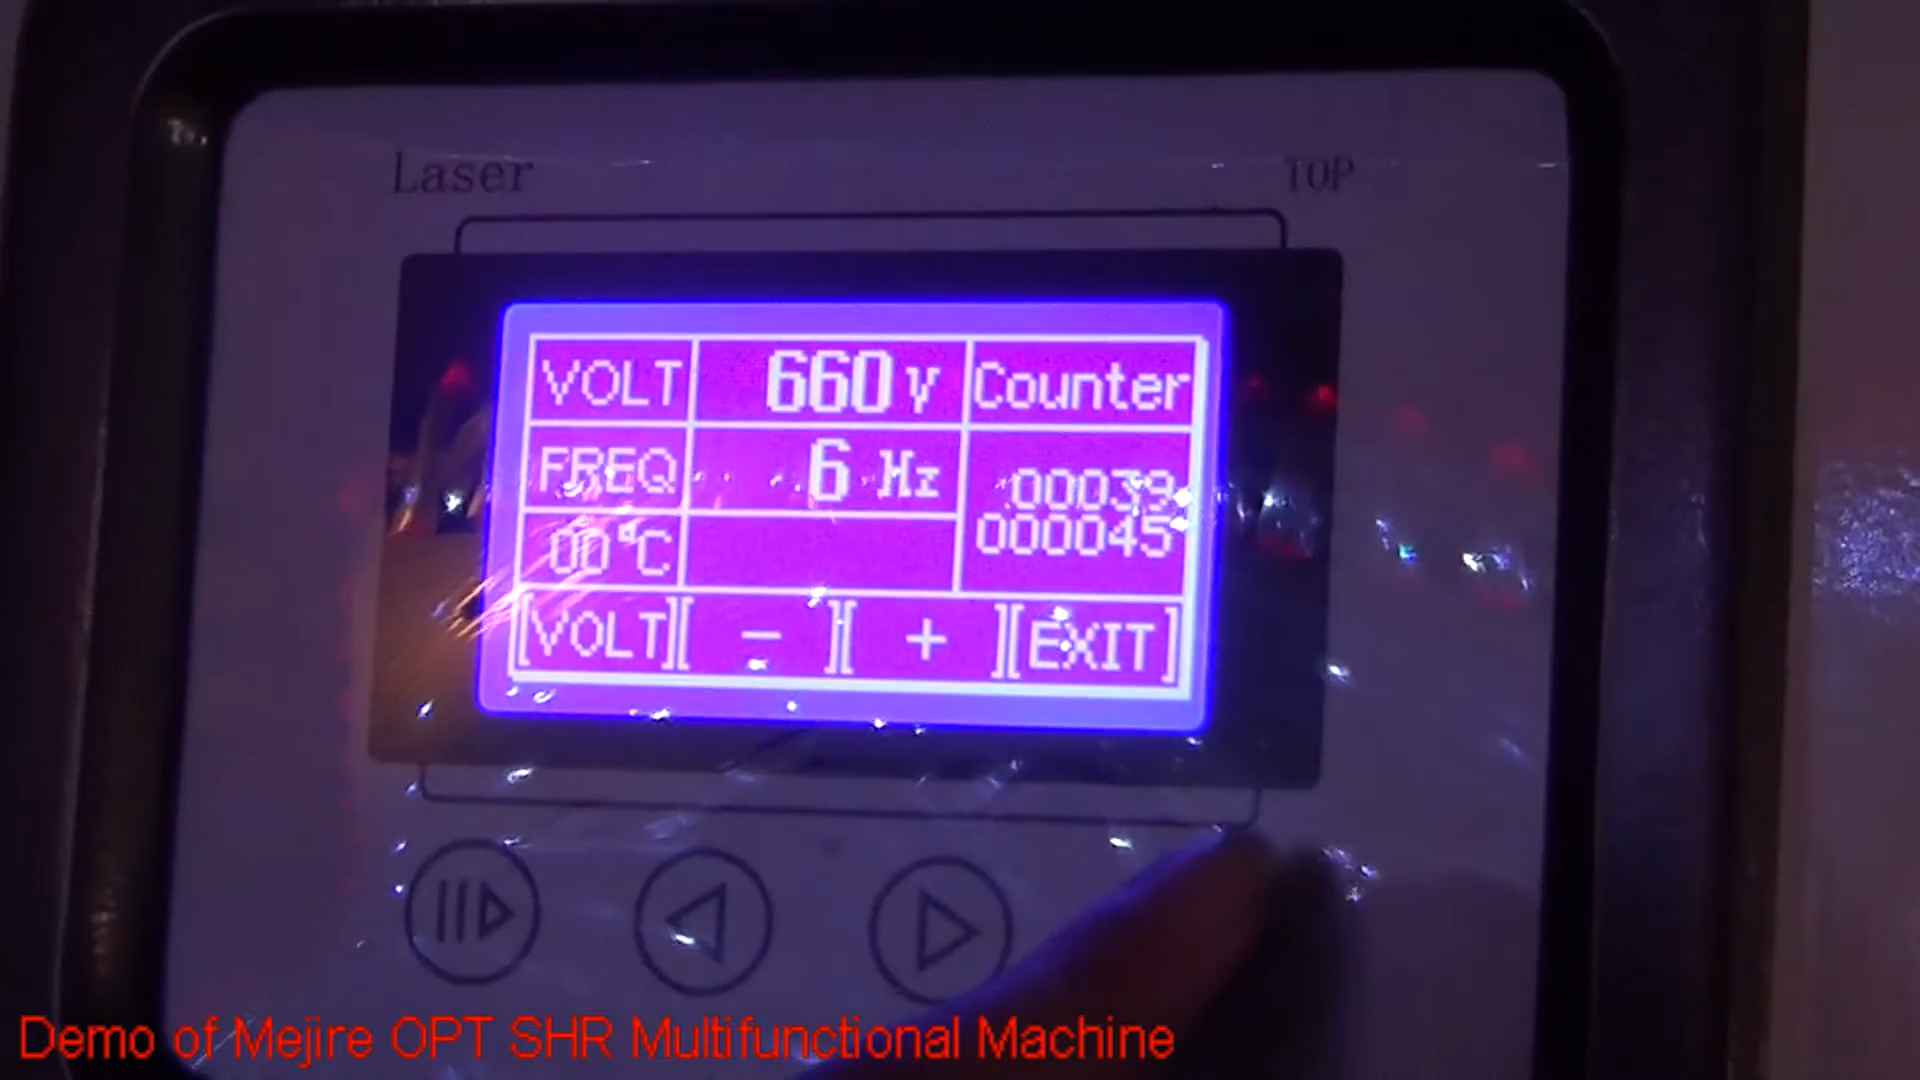 Laser TOP
VOLT 660 V Counter
FREQ 6 Hz 00039
000045
00℃
[VOLT][ - ][ + ][EXIT]
Demo of Mejire OPT SHR Multifunctional Machine